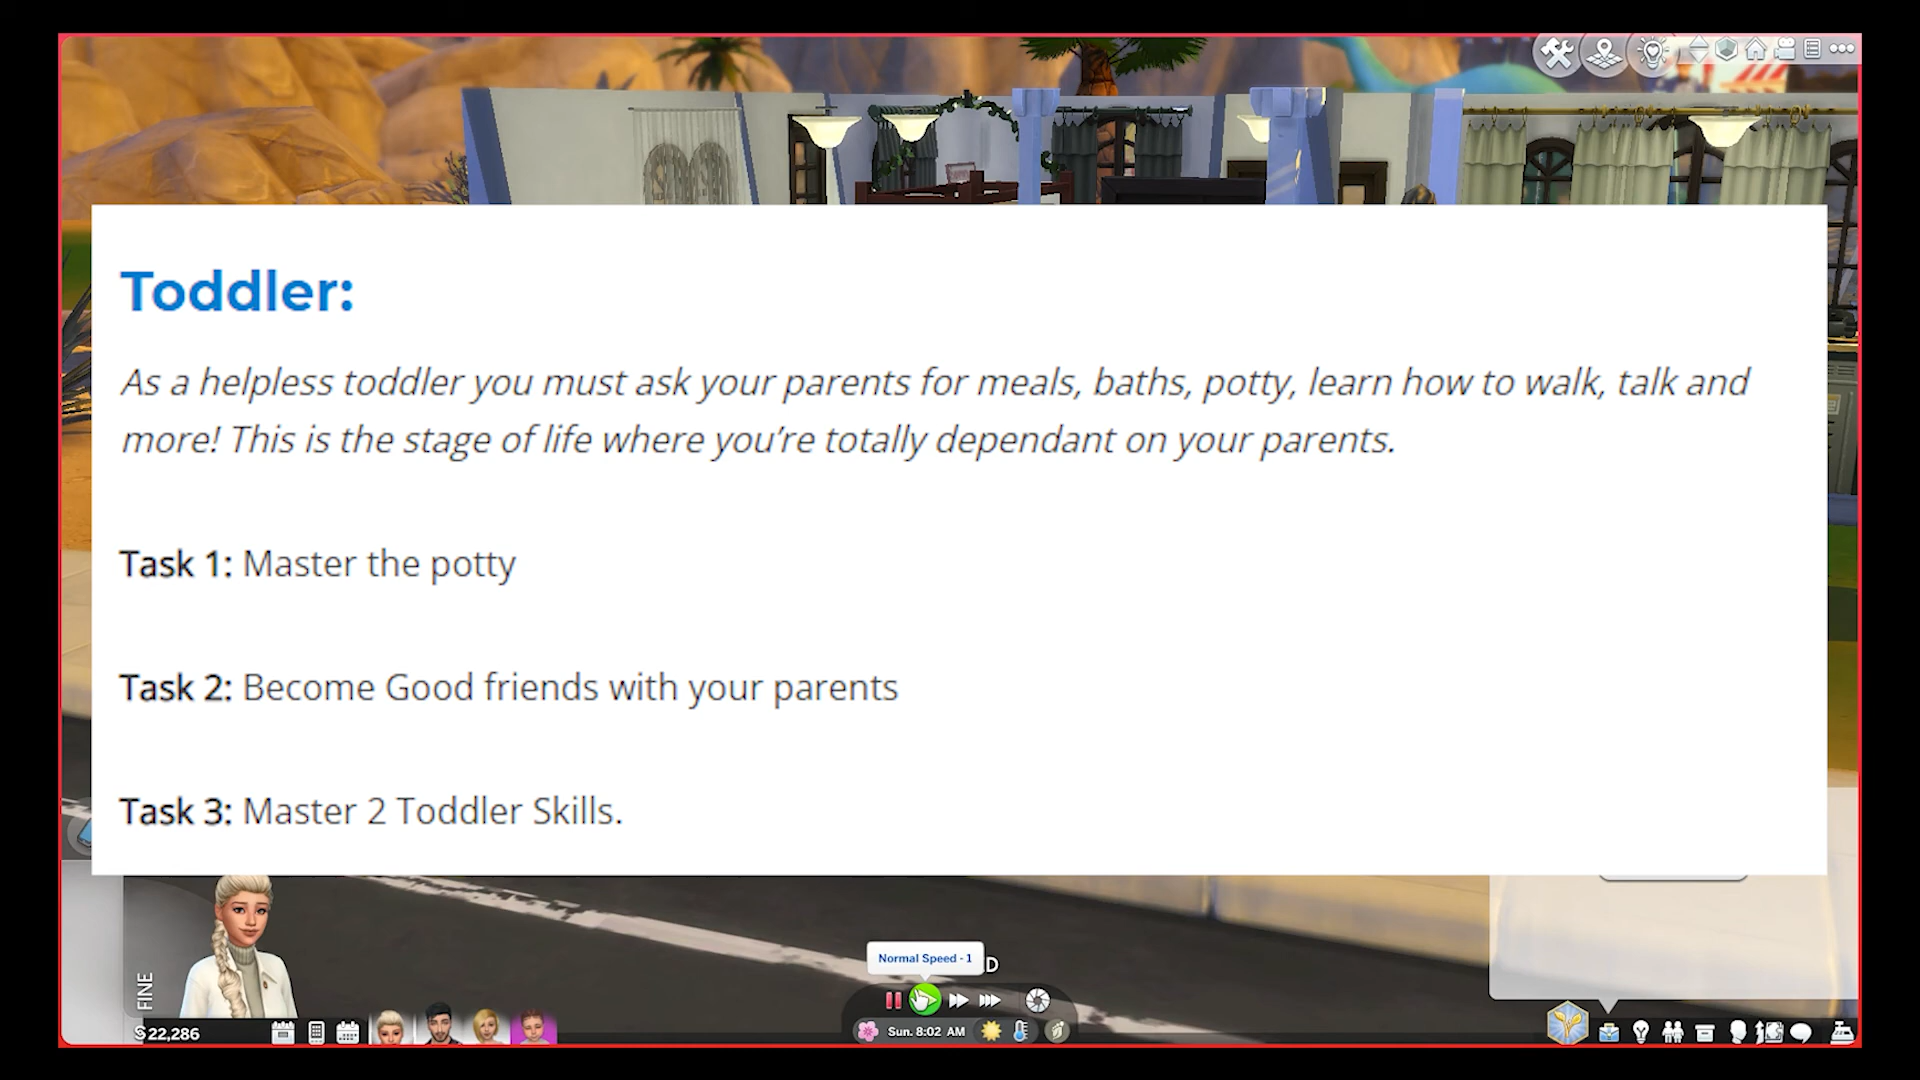 Toddler:
As a helpless toddler you must ask your parents for meals, baths, potty, learn how to walk, talk and
more! This is the stage of life where you're totally dependant on your parents.
Task 1: Master the potty
Task 2: Become Good friends with your parents
Task 3: Master 2 Toddler Skills.
Normal Speed - 1
D
FINE
§22,286
Sun. 8:02 AM